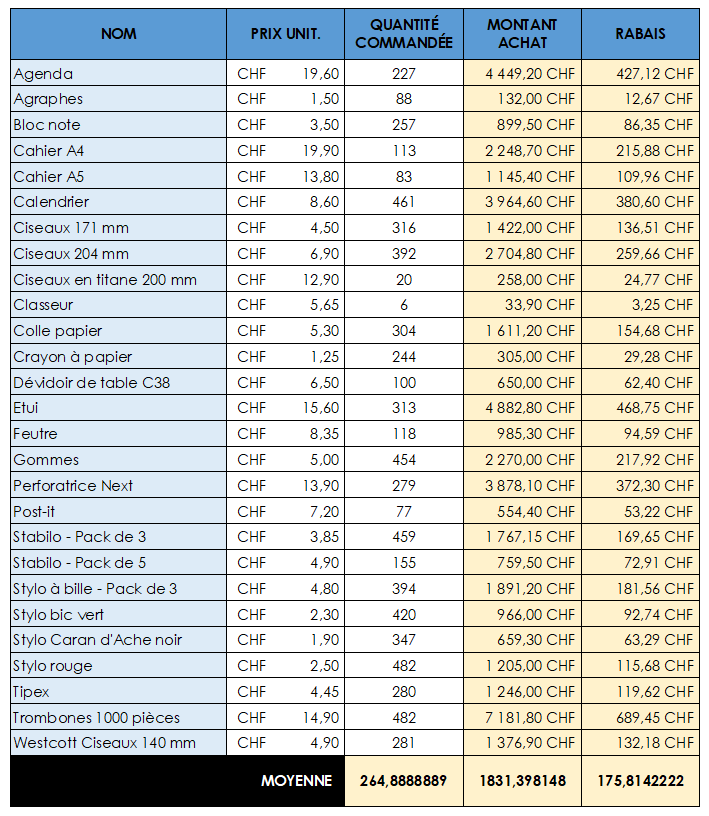 NOM PRIX UNIT. QUANTITÉ COMMANDÉE MONTANT ACHAT RABAIS
Agenda CHF 19,60 227 4 449,20 CHF 427,12 CHF
Agraphes CHF 1,50 88 132,00 CHF 12,67 CHF
Bloc note CHF 3,50 257 899,50 CHF 86,35 CHF
Cahier A4 CHF 19,90 113 2 248,70 CHF 215,88 CHF
Cahier A5 CHF 13,80 83 1 145,40 CHF 109,96 CHF
Calendrier CHF 8,60 461 3 964,60 CHF 380,60 CHF
Ciseaux 171 mm CHF 4,50 316 1 422,00 CHF 136,51 CHF
Ciseaux 204 mm CHF 6,90 392 2 704,80 CHF 259,66 CHF
Ciseaux en titane 200 mm CHF 12,90 20 258,00 CHF 24,77 CHF
Classeur CHF 5,65 6 33,90 CHF 3,25 CHF
Colle papier CHF 5,30 304 1 611,20 CHF 154,68 CHF
Crayon à papier CHF 1,25 244 305,00 CHF 29,28 CHF
Dévidoir de table C38 CHF 6,50 100 650,00 CHF 62,40 CHF
Etui CHF 15,60 313 4 882,80 CHF 468,75 CHF
Feutre CHF 8,35 118 985,30 CHF 94,59 CHF
Gommes CHF 5,00 454 2 270,00 CHF 217,92 CHF
Perforatrice Next CHF 13,90 279 3 878,10 CHF 372,30 CHF
Post-it CHF 7,20 77 554,40 CHF 53,22 CHF
Stabilo - Pack de 3 CHF 3,85 459 1 767,15 CHF 169,65 CHF
Stabilo - Pack de 5 CHF 4,90 155 759,50 CHF 72,91 CHF
Stylo à bille - Pack de 3 CHF 4,80 394 1 891,20 CHF 181,56 CHF
Stylo bic vert CHF 2,30 420 966,00 CHF 92,74 CHF
Stylo Caran d'Ache noir CHF 1,90 347 659,30 CHF 63,29 CHF
Stylo rouge CHF 2,50 482 1 205,00 CHF 115,68 CHF
Tipex CHF 4,45 280 1 246,00 CHF 119,62 CHF
Trombones 1000 pièces CHF 14,90 482 7 181,80 CHF 689,45 CHF
Westcott Ciseaux 140 mm CHF 4,90 281 1 376,90 CHF 132,18 CHF
MOYENNE 264,8888889 1831,398148 175,8142222